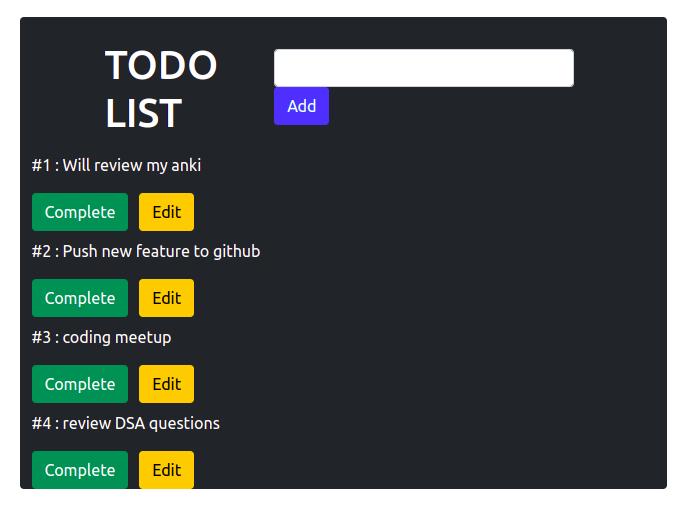 TODO
LIST
Add
#1 : Will review my anki
Complete Edit
#2 : Push new feature to github
Complete Edit
#3 : coding meetup
Complete Edit
#4 : review DSA questions
Complete Edit